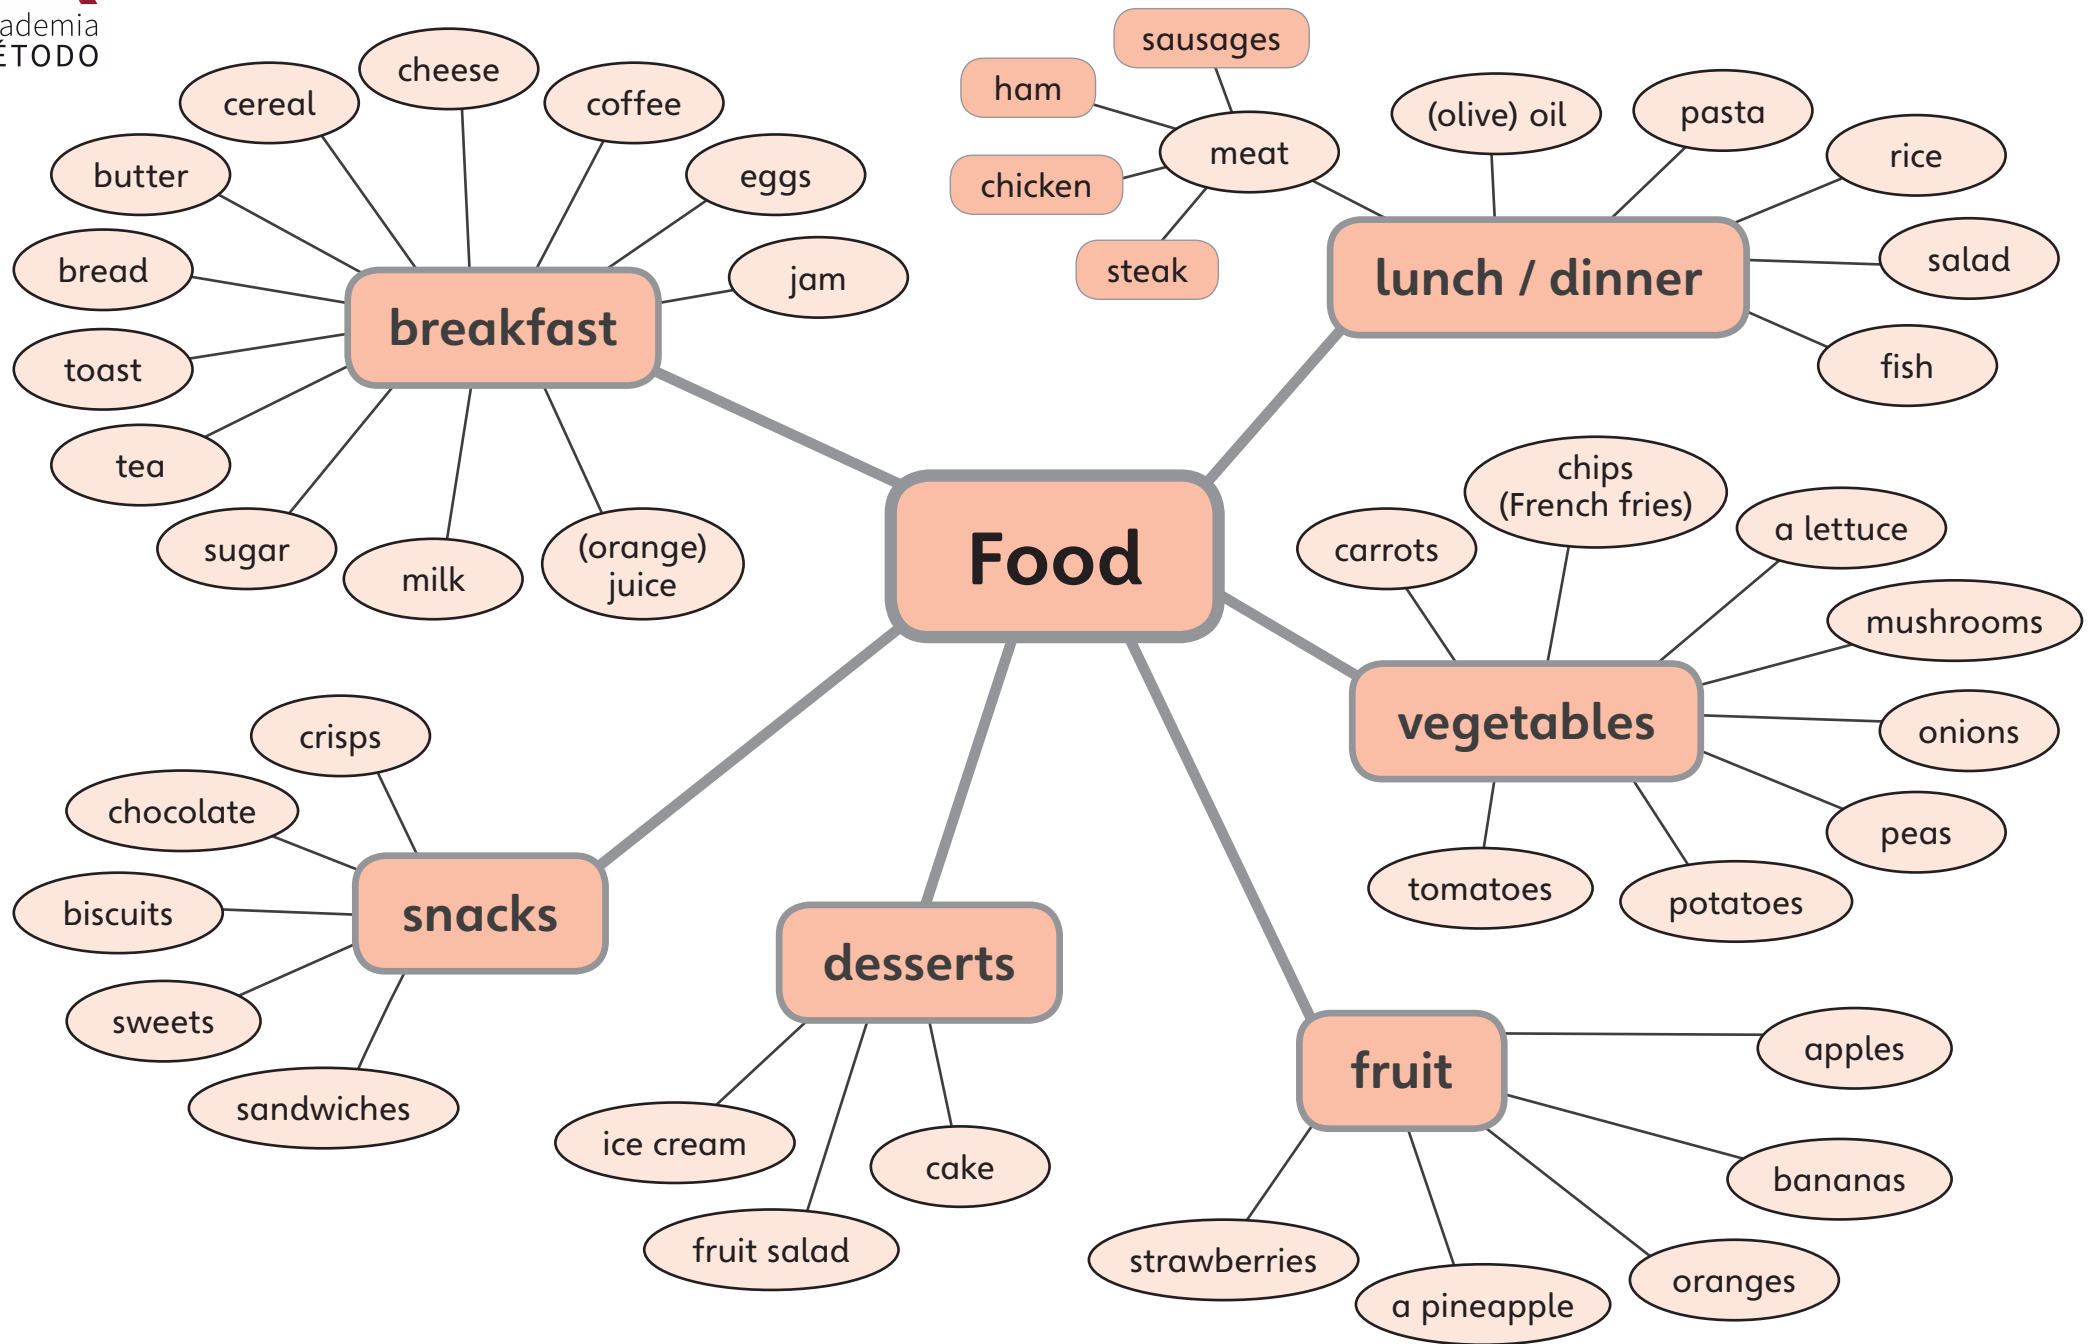 ademia
ÉTODO
breakfast
cheese
cereal
coffee
butter
eggs
bread
jam
toast
tea
sugar
milk
(orange)
juice
lunch / dinner
meat
sausages
ham
chicken
steak
(olive) oil
pasta
rice
salad
fish
Food
vegetables
carrots
chips
(French fries)
a lettuce
mushrooms
onions
peas
potatoes
tomatoes
snacks
crisps
chocolate
biscuits
sweets
sandwiches
desserts
ice cream
fruit salad
cake
fruit
apples
bananas
oranges
a pineapple
strawberries